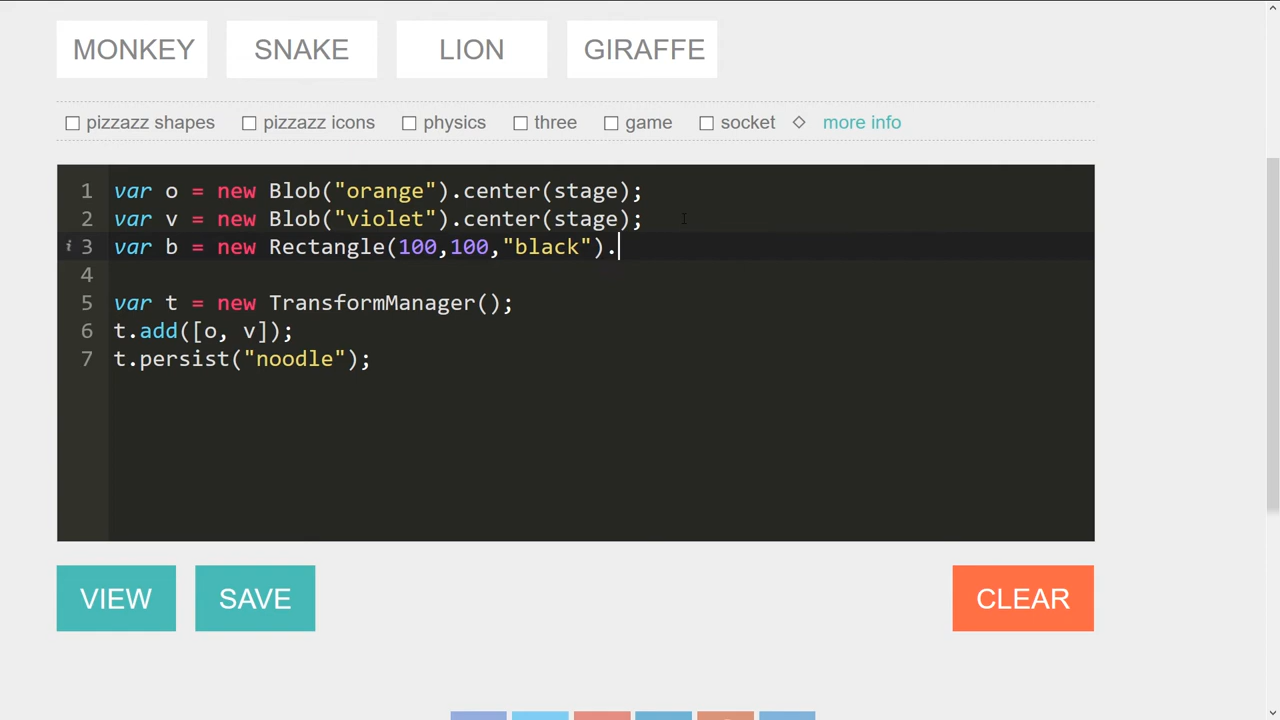 MONKEY SNAKE LION GIRAFFE
pizzazz shapes pizzazz icons physics three game socket ◇ more info
1 var o = new Blob("orange").center(stage);
2 var v = new Blob("violet").center(stage);
i 3 var b = new Rectangle(100,100,"black").
4
5 var t = new TransformManager();
6 t.add([o, v]);
7 t.persist("noodle");
VIEW SAVE CLEAR